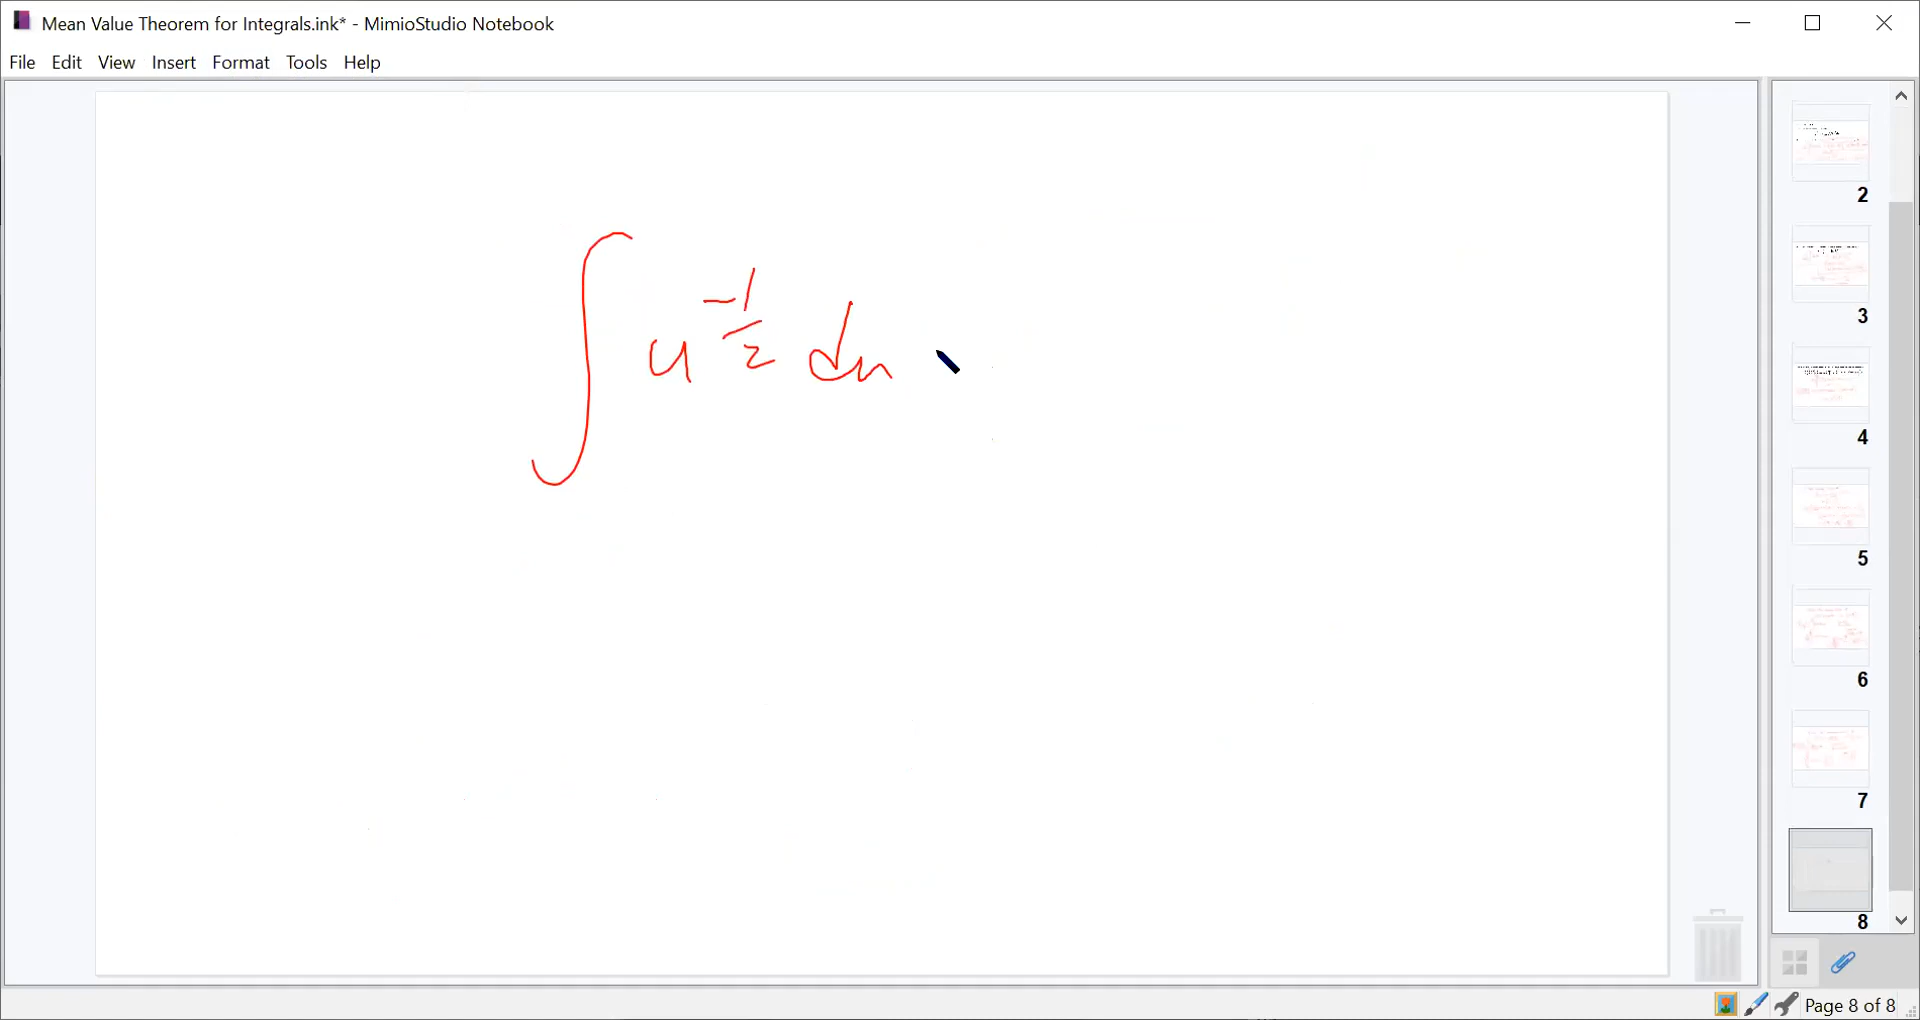 Mean Value Theorem for Integrals.ink* - MimioStudio Notebook
File Edit View Insert Format Tools Help
∫ u^(-1/2) du
2
3
4
5
6
7
8
Page 8 of 8